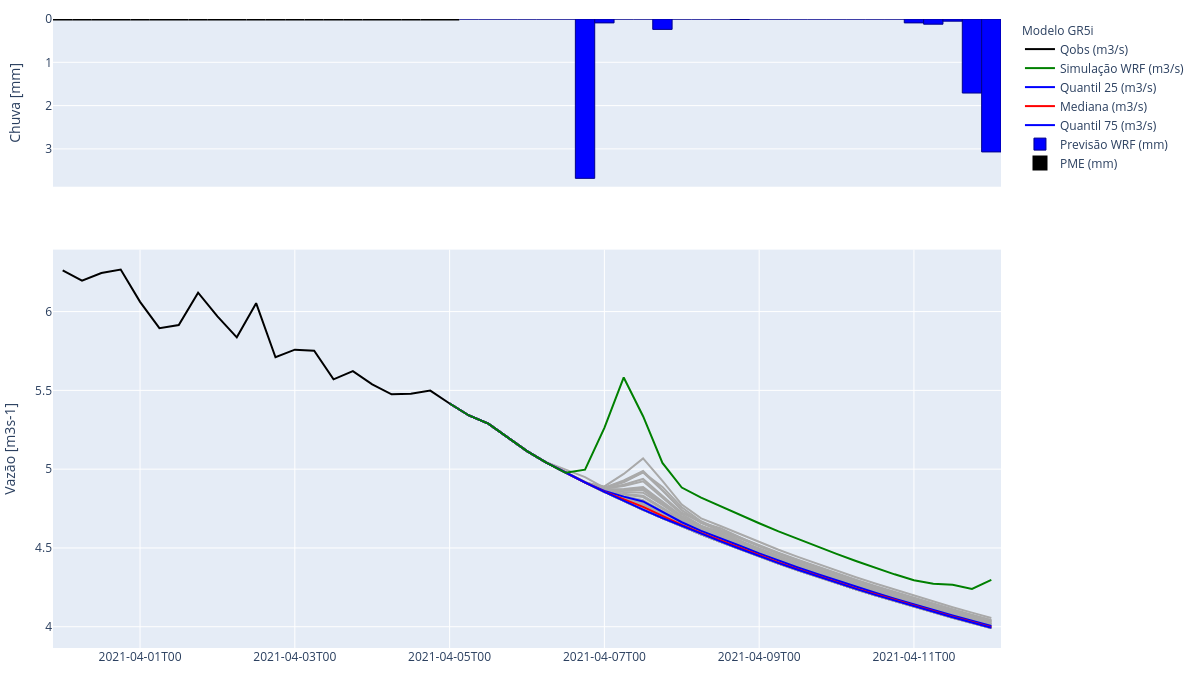 0
1
2
3
Chuva [mm]
Modelo GR5i
Qobs (m3/s)
Simulação WRF (m3/s)
Quantil 25 (m3/s)
Mediana (m3/s)
Quantil 75 (m3/s)
Previsão WRF (mm)
PME (mm)
6
5.5
5
4.5
4
Vazão [m3s-1]
2021-04-01T00
2021-04-03T00
2021-04-05T00
2021-04-07T00
2021-04-09T00
2021-04-11T00